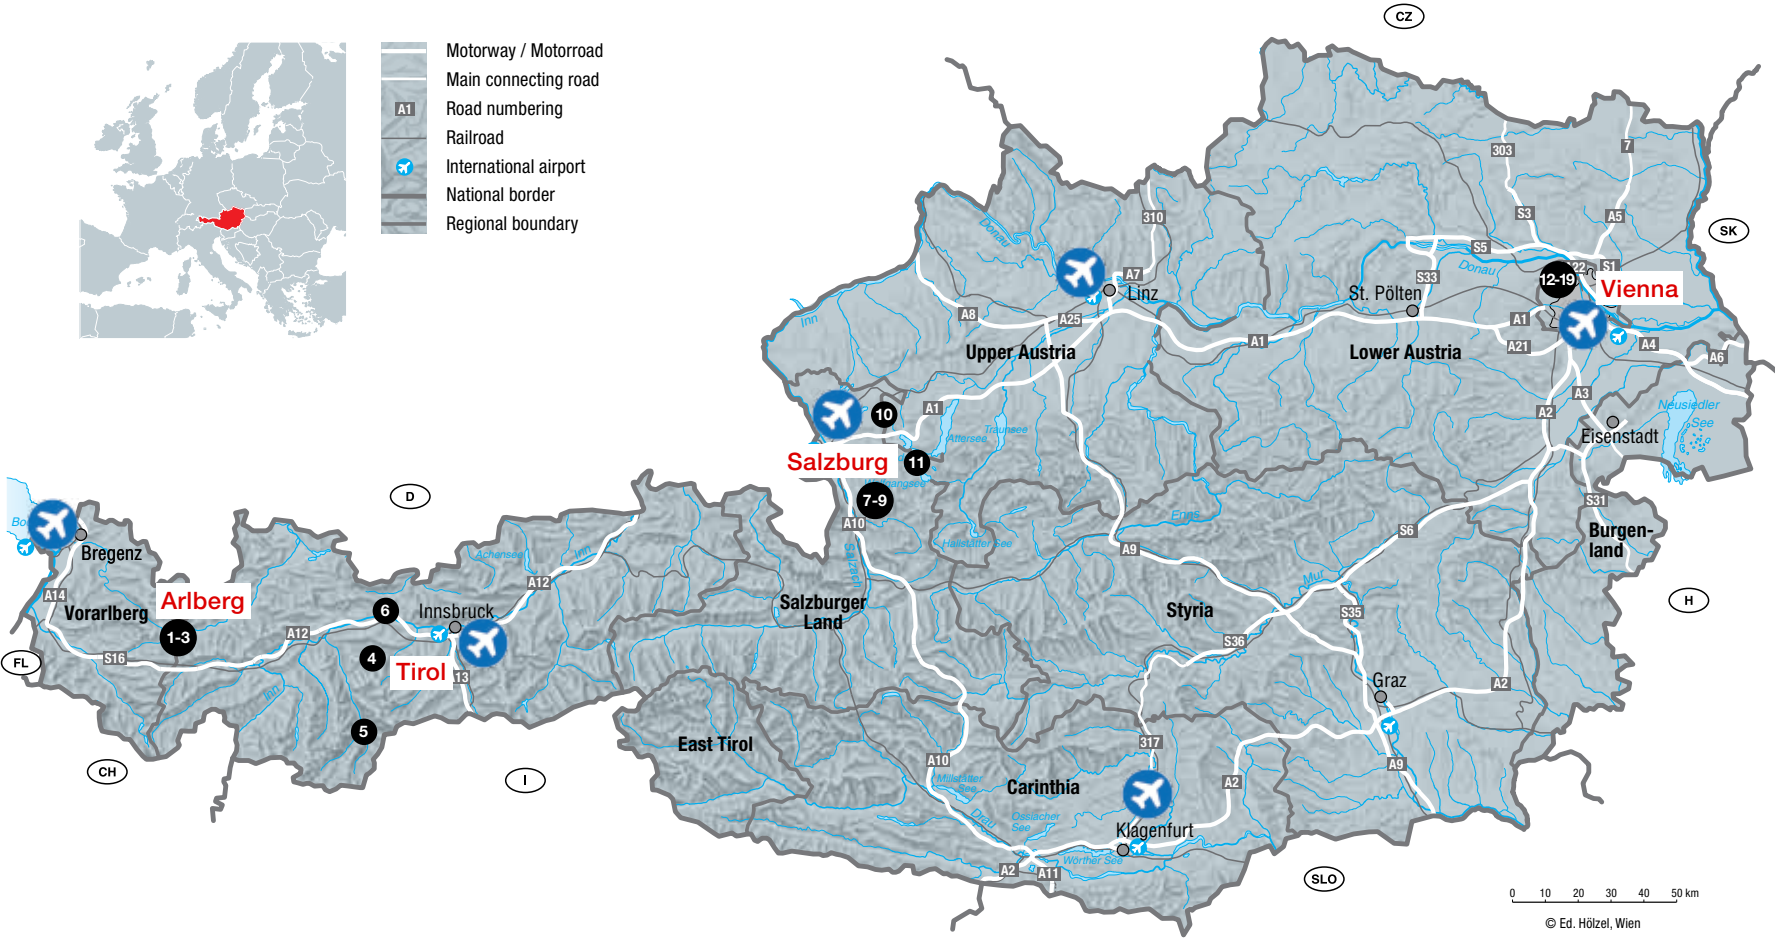 Motorway / Motorroad
Main connecting road
A1
Road numbering
Railroad
International airport
National border
Regional boundary
CZ
SK
H
SLO
I
CH
FL
D
303
7
S3
A5
310
Donau
S5
S1
Donau
S33
A7
Linz
St. Pölten
12-19
Vienna
Inn
A8
A25
A1
A1
A21
A4
A6
Upper Austria
Lower Austria
A3
A2
Neusiedler
See
Eisenstadt
10
A1
Attersee
Traunsee
Salzburg
11
7-9
A10
Salzach
Hallstätter See
Enns
S6
S31
Burgen-
land
Bregenz
A14
Vorarlberg
Arlberg
1-3
S16
A12
6
Innsbruck
4
Tirol
13
5
Inn
Achensee
Inn
A12
Salzburger
Land
A9
Mur
Styria
S35
S36
Graz
A2
A9
East Tirol
A10
Millstätter
See
Carinthia
317
A2
Drau
Ossiacher
See
Klagenfurt
Wörther See
A2
A11
0 10 20 30 40 50 km
© Ed. Hölzel, Wien